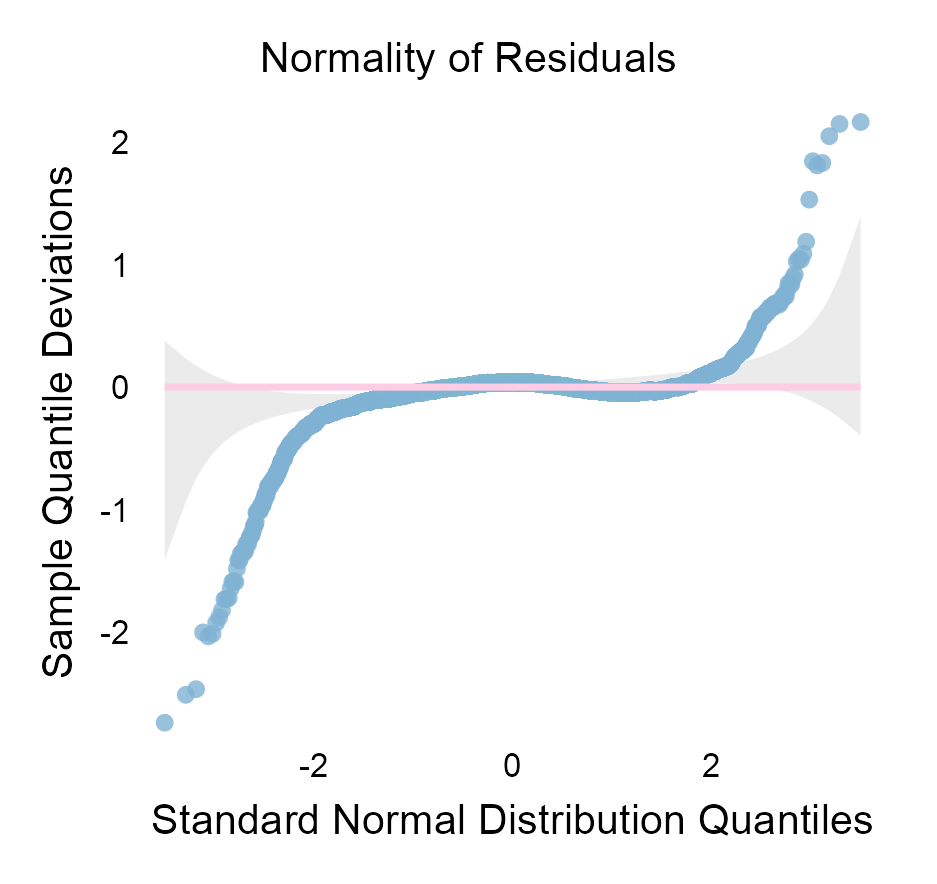 Normality of Residuals
Sample Quantile Deviations
2
1
0
-1
-2
-2
0
2
Standard Normal Distribution Quantiles